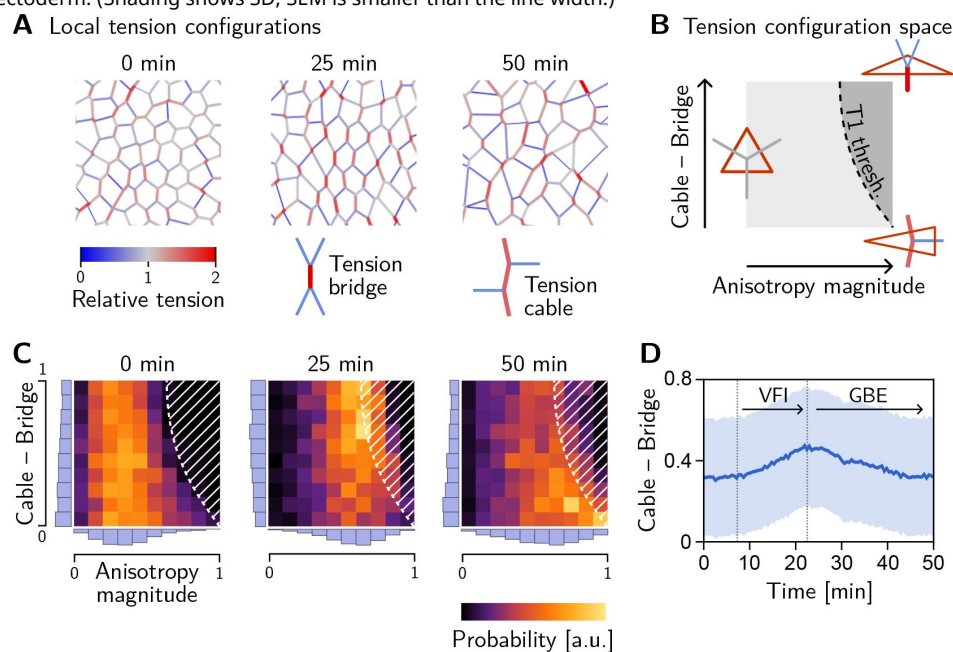 ectoderm. (Shading shows SD; SEM is smaller than the line width.)
A Local tension configurations
0 min
25 min
50 min
0
1
2
Relative tension
Tension
bridge
Tension
cable
B Tension configuration space
Cable – Bridge
T1 thresh.
Anisotropy magnitude
C
0 min
25 min
50 min
1
Cable – Bridge
0
0
Anisotropy
magnitude
1
0
1
0
1
Probability [a.u.]
D
0.8
VFI
GBE
Cable – Bridge
0.4
0
0 10 20 30 40 50
Time [min]